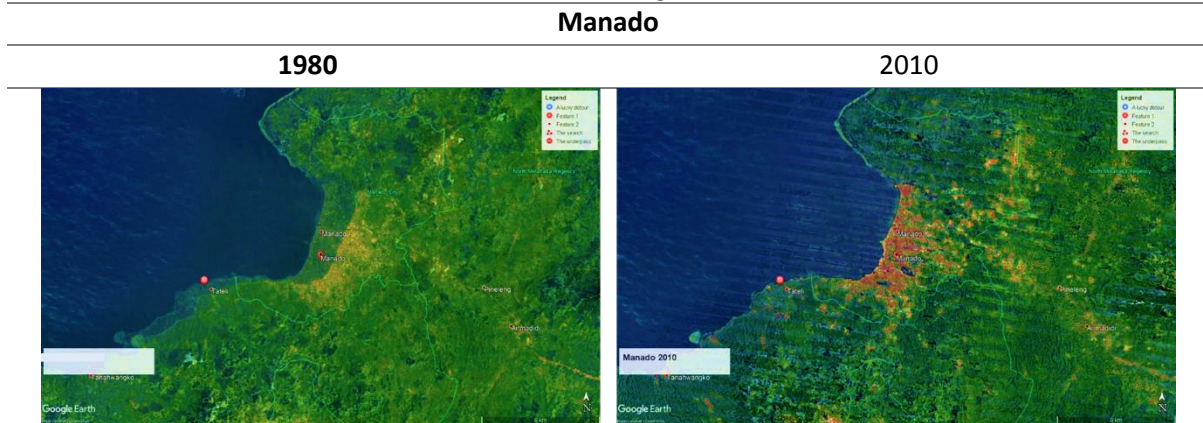 Manado
1980
2010
Legend
A lucky detour
Feature 1
Feature 2
The search
The underpass
North Minahasa Regency
Manado
Manado
Tateli
Pineleng
Airmadidi
Tanahwangko
Google Earth
N
Legend
A lucky detour
Feature 1
Feature 2
The search
The underpass
North Minahasa Regency
Manado
Manado
Tateli
Pineleng
Airmadidi
Manado 2010
Tanahwangko
Google Earth
N